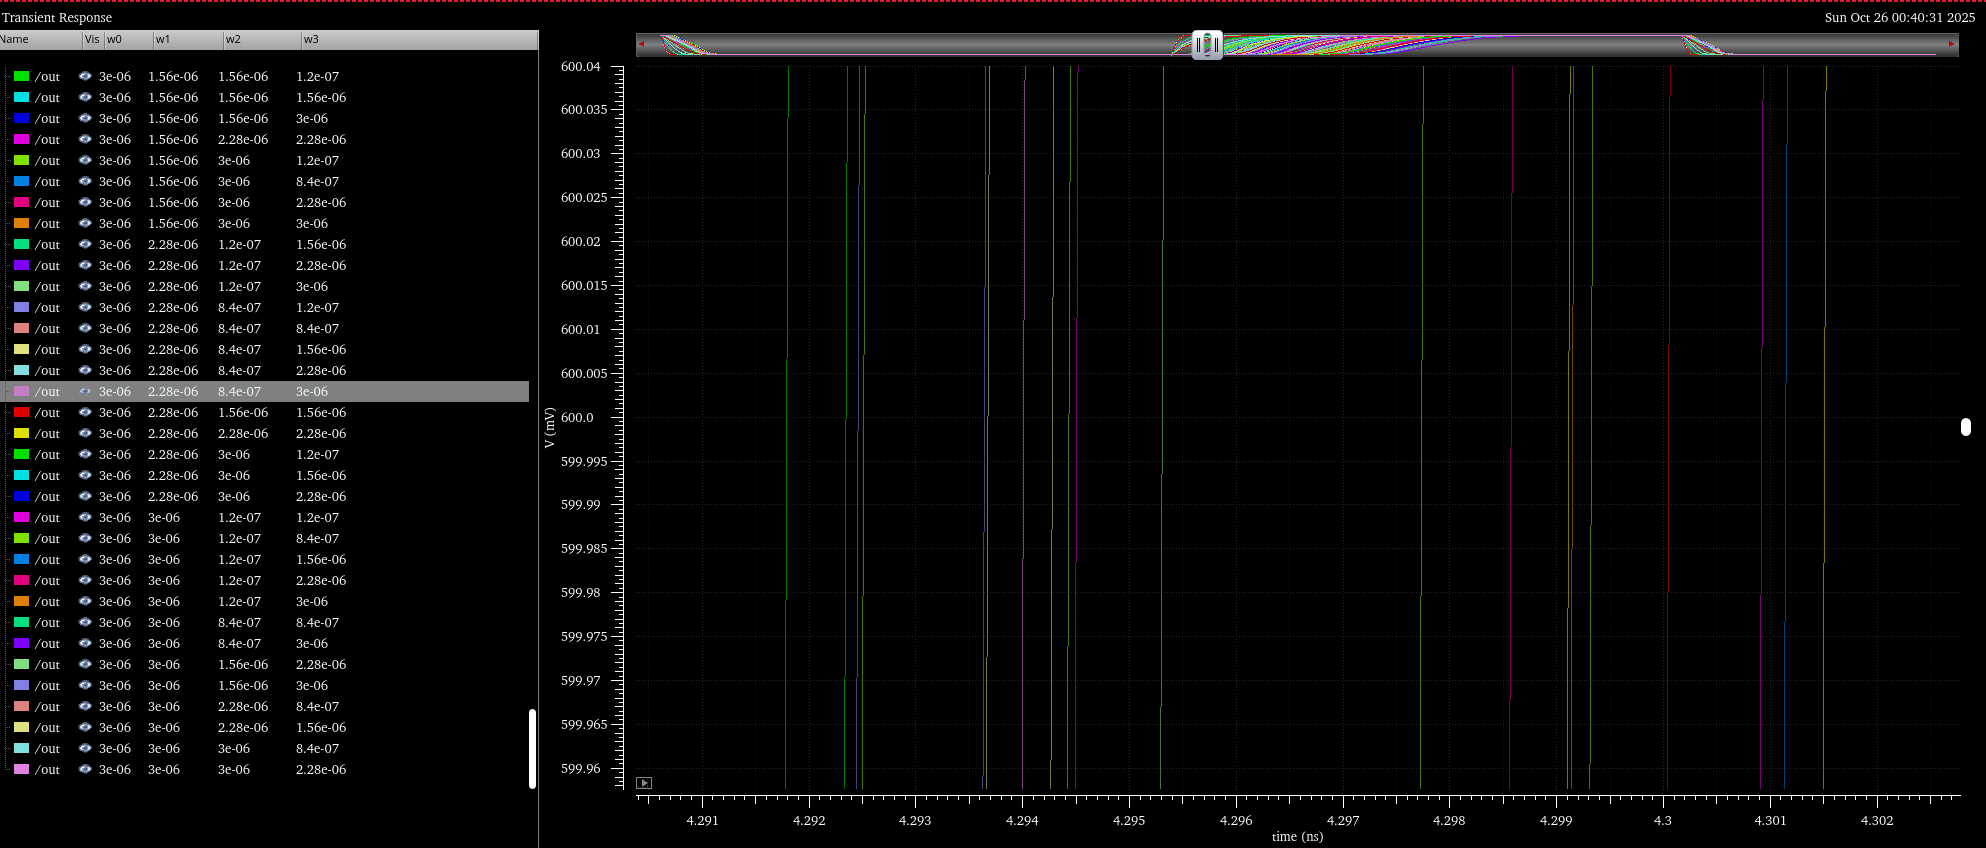 Transient Response
Sun Oct 26 00:40:31 2025
Name Vis w0 w1 w2 w3
/out 3e-06 1.56e-06 1.56e-06 1.2e-07
/out 3e-06 1.56e-06 1.56e-06 1.56e-06
/out 3e-06 1.56e-06 1.56e-06 3e-06
/out 3e-06 1.56e-06 2.28e-06 2.28e-06
/out 3e-06 1.56e-06 3e-06 1.2e-07
/out 3e-06 1.56e-06 3e-06 8.4e-07
/out 3e-06 1.56e-06 3e-06 2.28e-06
/out 3e-06 1.56e-06 3e-06 3e-06
/out 3e-06 2.28e-06 1.2e-07 1.56e-06
/out 3e-06 2.28e-06 1.2e-07 2.28e-06
/out 3e-06 2.28e-06 1.2e-07 3e-06
/out 3e-06 2.28e-06 8.4e-07 1.2e-07
/out 3e-06 2.28e-06 8.4e-07 8.4e-07
/out 3e-06 2.28e-06 8.4e-07 1.56e-06
/out 3e-06 2.28e-06 8.4e-07 2.28e-06
/out 3e-06 2.28e-06 8.4e-07 3e-06
/out 3e-06 2.28e-06 1.56e-06 1.56e-06
/out 3e-06 2.28e-06 2.28e-06 2.28e-06
/out 3e-06 2.28e-06 3e-06 1.2e-07
/out 3e-06 2.28e-06 3e-06 1.56e-06
/out 3e-06 2.28e-06 3e-06 2.28e-06
/out 3e-06 3e-06 1.2e-07 1.2e-07
/out 3e-06 3e-06 1.2e-07 8.4e-07
/out 3e-06 3e-06 1.2e-07 1.56e-06
/out 3e-06 3e-06 1.2e-07 2.28e-06
/out 3e-06 3e-06 1.2e-07 3e-06
/out 3e-06 3e-06 8.4e-07 8.4e-07
/out 3e-06 3e-06 8.4e-07 3e-06
/out 3e-06 3e-06 1.56e-06 2.28e-06
/out 3e-06 3e-06 1.56e-06 3e-06
/out 3e-06 3e-06 2.28e-06 8.4e-07
/out 3e-06 3e-06 2.28e-06 1.56e-06
/out 3e-06 3e-06 3e-06 8.4e-07
/out 3e-06 3e-06 3e-06 2.28e-06
V (mV)
600.04
600.035
600.03
600.025
600.02
600.015
600.01
600.005
600.0
599.995
599.99
599.985
599.98
599.975
599.97
599.965
599.96
4.291 4.292 4.293 4.294 4.295 4.296 4.297 4.298 4.299 4.3 4.301 4.302
time (ns)